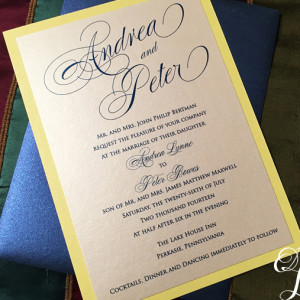 Andrea
and
Peter
Mr. and Mrs. John Philip Bertman
request the pleasure of your company
at the marriage of their daughter
Andrea Lynne
to
Peter Bawns
son of Mr. and Mrs. James Matthew Maxwell
Saturday, the twenty-sixth of July
Two thousand fourteen
at half after six in the evening
The Lake House Inn
Perkasie, Pennsylvania
Cocktails, Dinner and Dancing immediately to follow